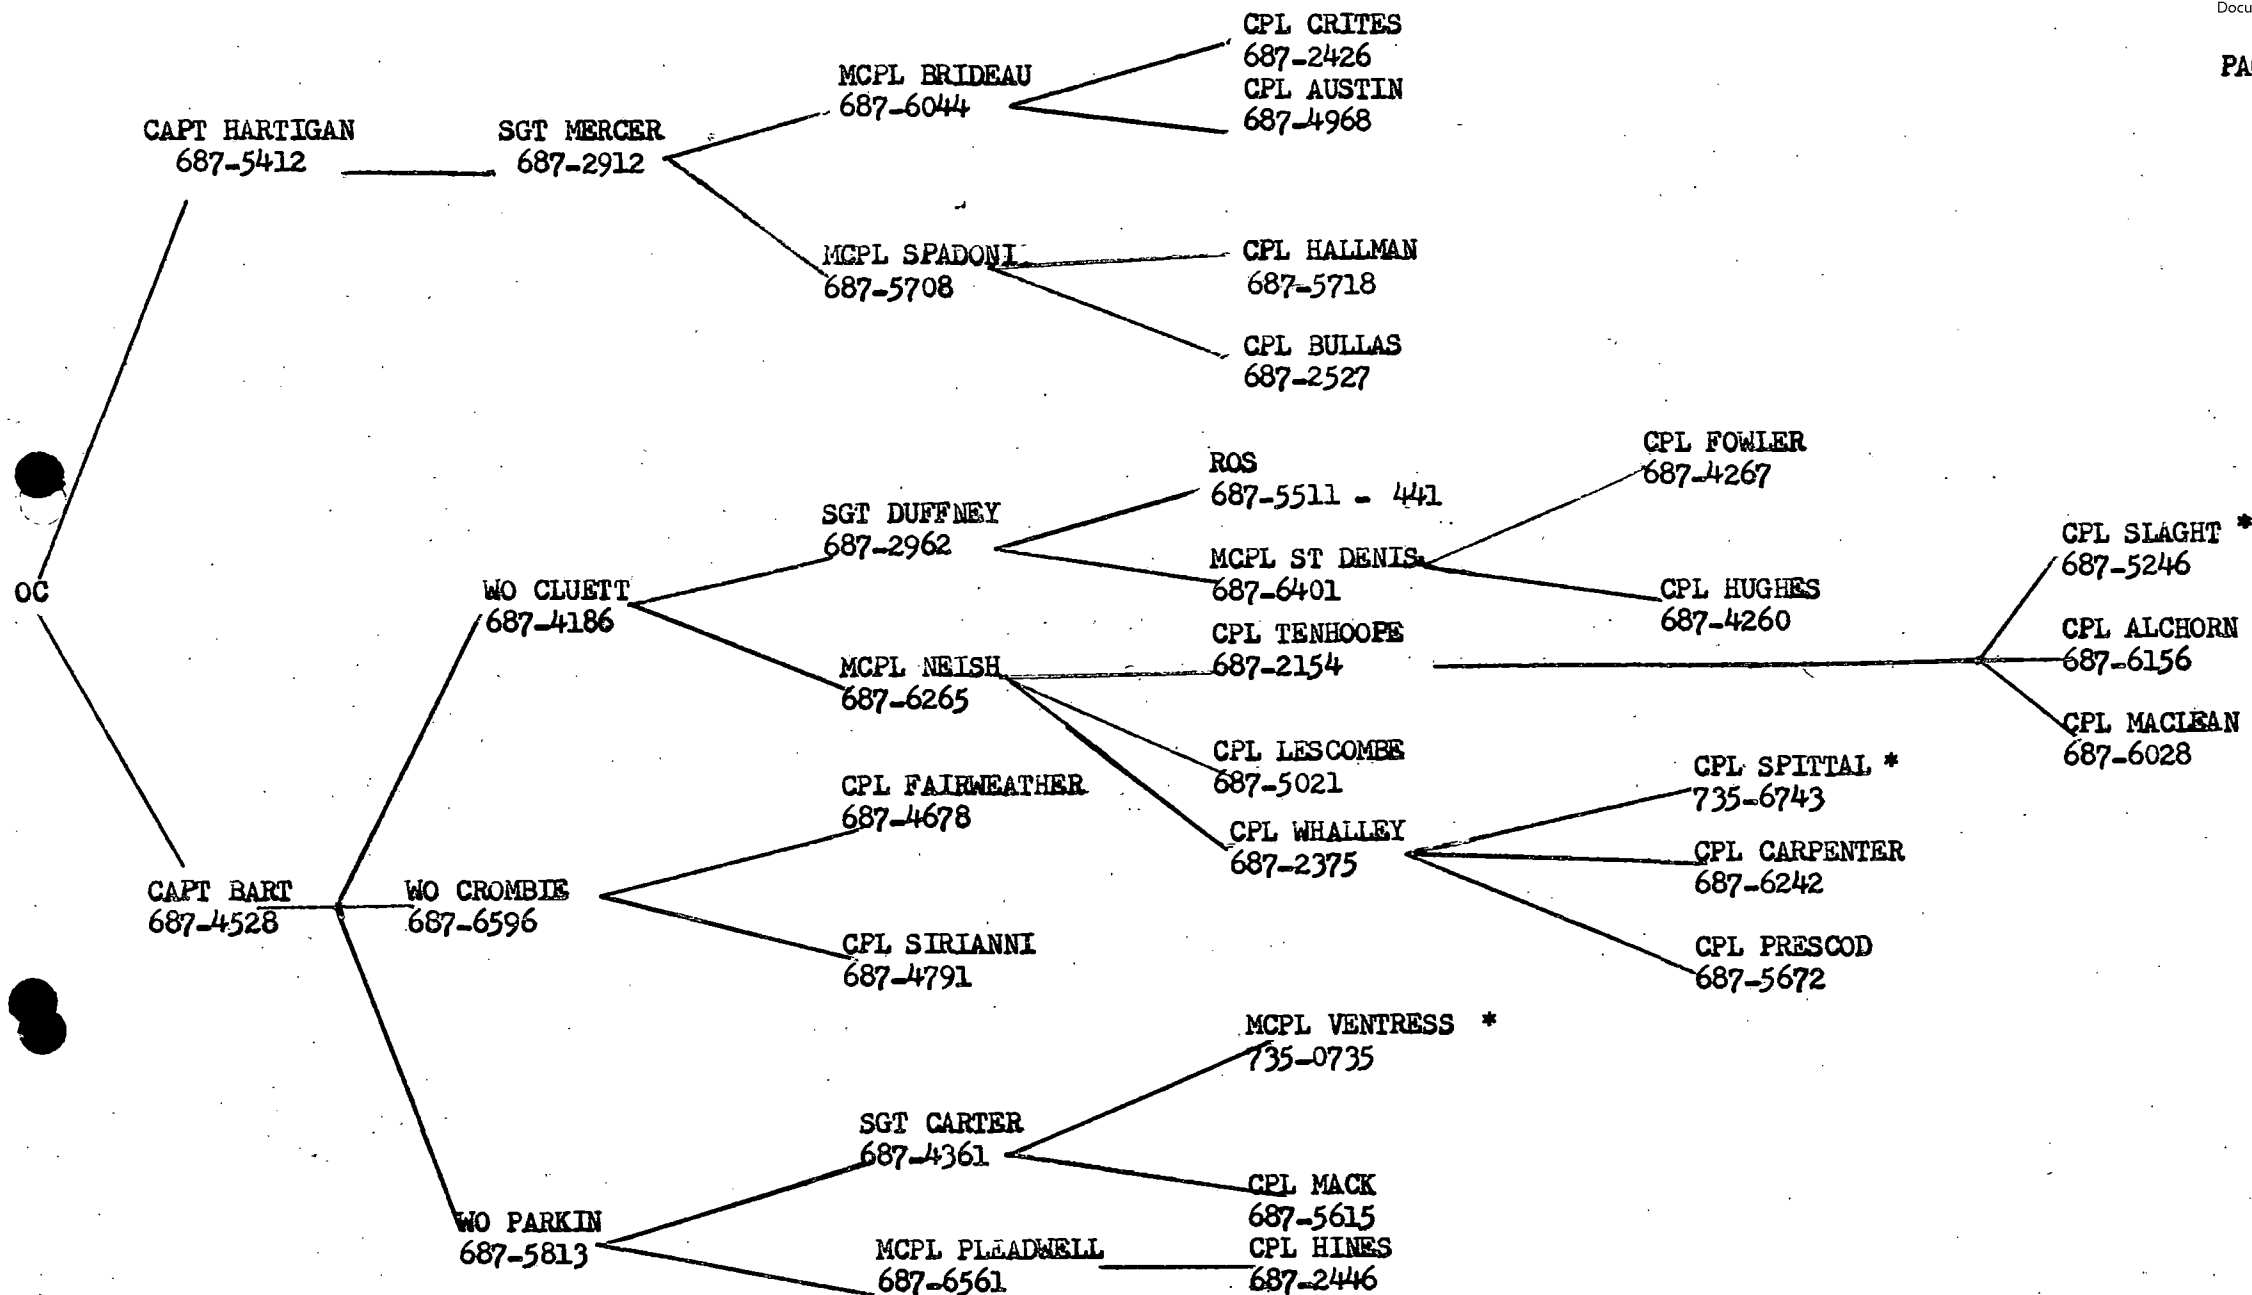 Docu
PA
CPL CRITES
687-2426
CPL AUSTIN
687-4968
MCPL BRIDEAU
687-6044
CAPT HARTIGAN
687-5412
SGT MERCER
687-2912
MCPL SPADONI
687-5708
CPL HALLMAN
687-5718
CPL BULLAS
687-2527
OC
WO CLUETT
687-4186
SGT DUFFNEY
687-2962
ROS
687-5511 - 441
MCPL ST DENIS
687-6401
CPL FOWLER
687-4267
CPL HUGHES
687-4260
MCPL NEISH
687-6265
CPL TENHOOPE
687-2154
CPL SLAGHT *
687-5246
CPL ALCHORN
687-6156
CPL MACLEAN
687-6028
CPL LESCOMBE
687-5021
CPL WHALLEY
687-2375
CPL SPITTAL *
735-6743
CPL CARPENTER
687-6242
CPL PRESCOD
687-5672
CAPT BART
687-4528
WO CROMBIE
687-6596
CPL FAIRWEATHER
687-4678
CPL SIRIANNI
687-4791
WO PARKIN
687-5813
SGT CARTER
687-4361
MCPL VENTRESS *
735-0735
CPL MACK
687-5615
MCPL PLEADWELL
687-6561
CPL HINES
687-2446